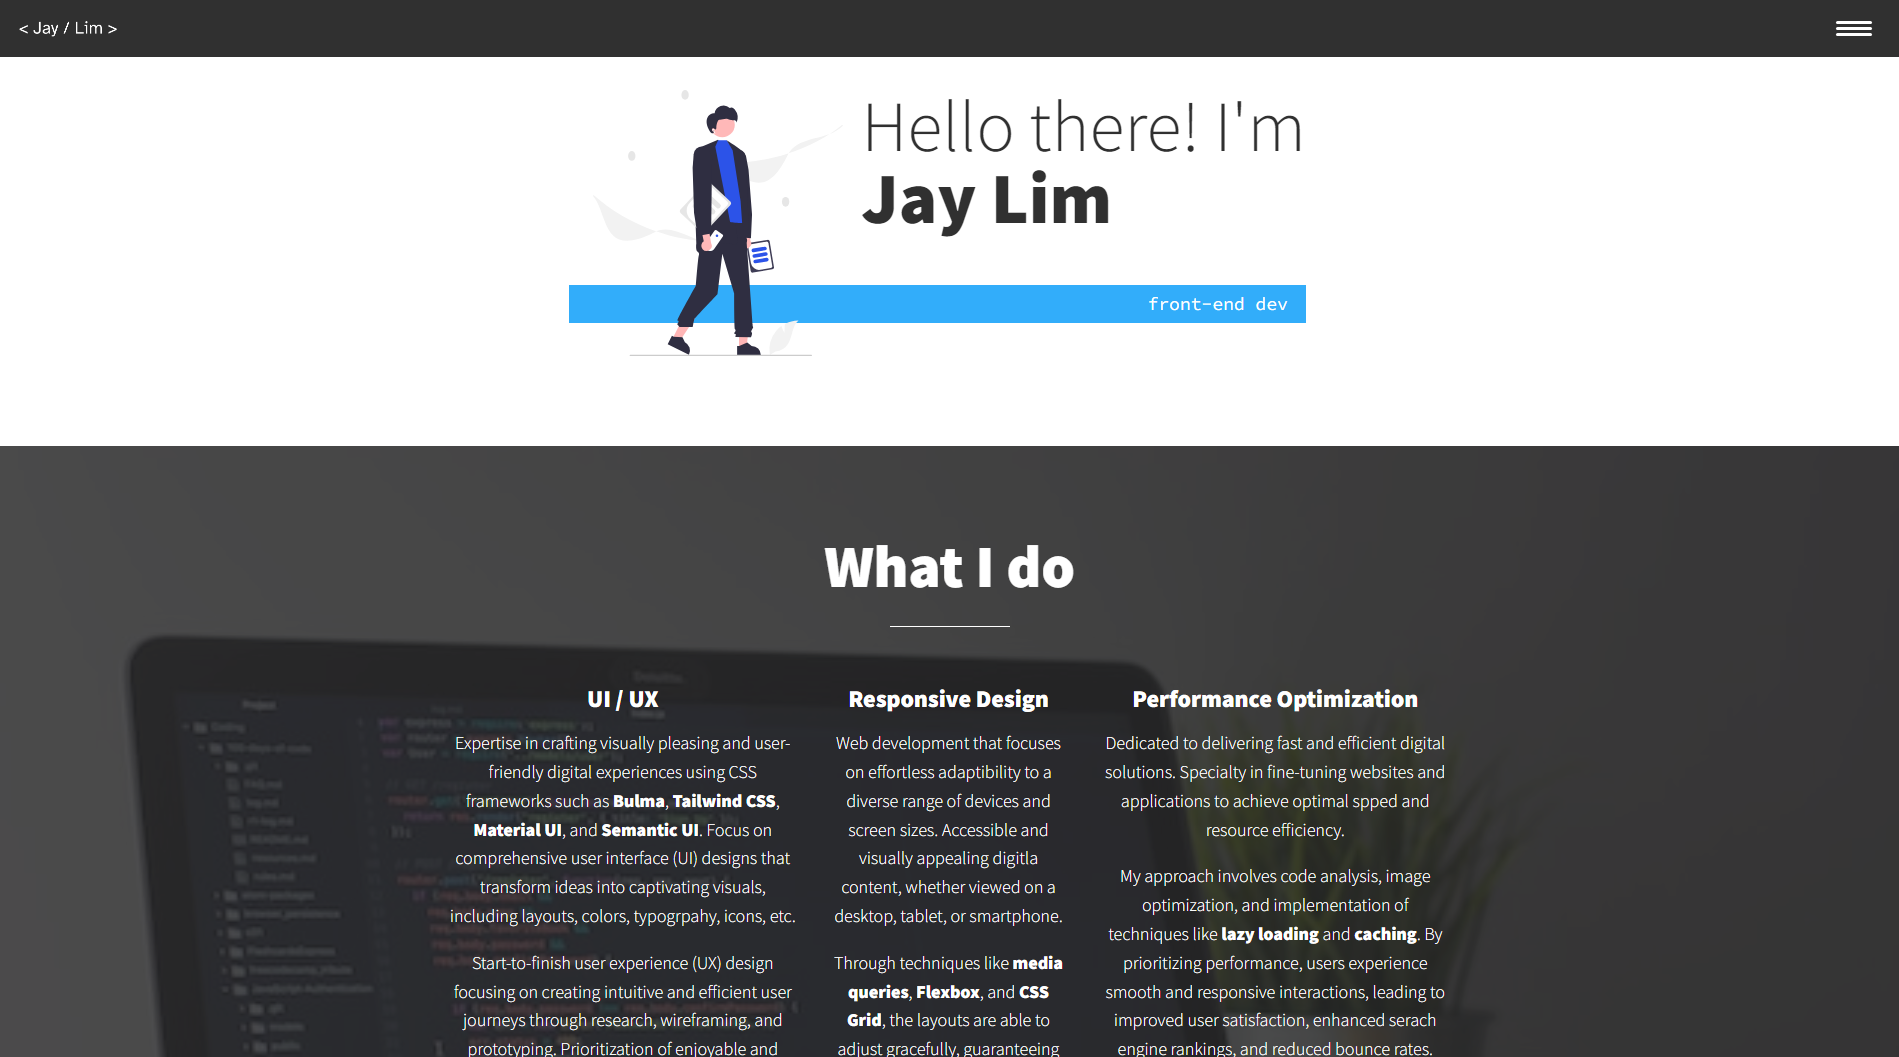 < Jay / Lim >
Hello there! I'm
Jay Lim
front-end dev
What I do
UI / UX
Expertise in crafting visually pleasing and user-
friendly digital experiences using CSS
frameworks such as Bulma, Tailwind CSS,
Material UI, and Semantic UI. Focus on
comprehensive user interface (UI) designs that
transform ideas into captivating visuals,
including layouts, colors, typogrpahy, icons, etc.
Start-to-finish user experience (UX) design
focusing on creating intuitive and efficient user
journeys through research, wireframing, and
prototyping. Prioritization of enjoyable and
Responsive Design
Web development that focuses
on effortless adaptibility to a
diverse range of devices and
screen sizes. Accessible and
visually appealing digitla
content, whether viewed on a
desktop, tablet, or smartphone.
Through techniques like media
queries, Flexbox, and CSS
Grid, the layouts are able to
adjust gracefully, guaranteeing
Performance Optimization
Dedicated to delivering fast and efficient digital
solutions. Specialty in fine-tuning websites and
applications to achieve optimal spped and
resource efficiency.
My approach involves code analysis, image
optimization, and implementation of
techniques like lazy loading and caching. By
prioritizing performance, users experience
smooth and responsive interactions, leading to
improved user satisfaction, enhanced serach
engine rankings, and reduced bounce rates.